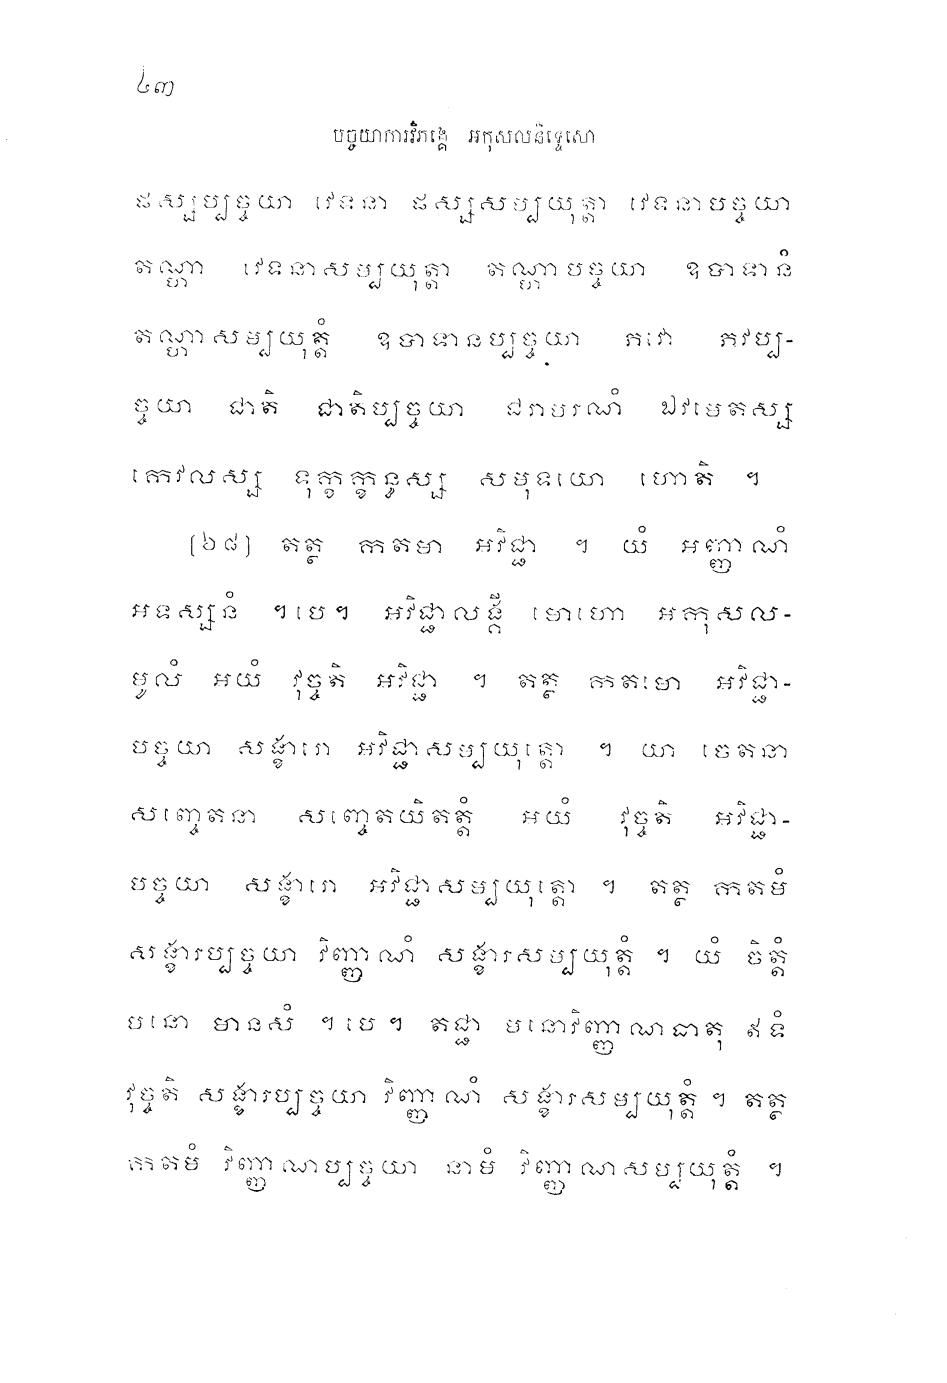 ៤៣
បច្ចយាការវិភង្គេ អកុសលនិទ្ទេសោ
ផស្សប្បច្ចយា វេទនា ផស្សសម្បយុត្តា វេទនាបច្ចយា
តណ្ហា វេទនាសម្បយុត្តា តណ្ហាបច្ចយា ឧបាទានំ
តណ្ហាសម្បយុត្តំ ឧបាទានប្បច្ចយា ភវោ ភវប្ប-
ច្ចយា ជាតិ ជាតិប្បច្ចយា ជរាមរណំ ឯវមេតស្ស
កេវលស្ស ទុក្ខក្ខន្ធស្ស សមុទយោ ហោតិ ។
(៦៨) តត្ថ កតមា អវិជ្ជា ។ យំ អញ្ញាណំ
អទស្សនំ ។បេ។ អវិជ្ជាលង្គី មោហោ អកុសល-
មូលំ អយំ វុច្ចតិ អវិជ្ជា ។ តត្ថ កតមោ អវិជ្ជា-
បច្ចយា សង្ខារោ អវិជ្ជាសម្បយុត្តោ ។ យា ចេតនា
សញ្ចេតនា សញ្ចេតយិតត្តំ អយំ វុច្ចតិ អវិជ្ជា-
បច្ចយា សង្ខារោ អវិជ្ជាសម្បយុត្តោ ។ តត្ថ កតមំ
សង្ខារប្បច្ចយា វិញ្ញាណំ សង្ខារសម្បយុត្តំ ។ យំ ចិត្តំ
មនោ មានសំ ។បេ។ តជ្ជា មនោវិញ្ញាណធាតុ ឥទំ
វុច្ចតិ សង្ខារប្បច្ចយា វិញ្ញាណំ សង្ខារសម្បយុត្តំ ។ តត្ថ
កតមំ វិញ្ញាណប្បច្ចយា នាមំ វិញ្ញាណសម្បយុត្តំ ។